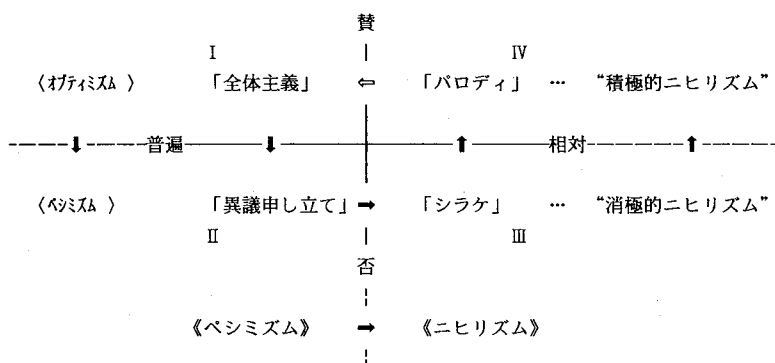 賛
Ⅰ Ⅳ
〈オプティミズム 〉 「全体主義」 ⇐ 「パロディ」 … “積極的ニヒリズム”
⬇ 普遍 ⬇ ⬆ 相対 ⬆
〈ペシミズム 〉 「異議申し立て」 ➡ 「シラケ」 … “消極的ニヒリズム”
Ⅱ Ⅲ
否
《ペシミズム》 ➡ 《ニヒリズム》